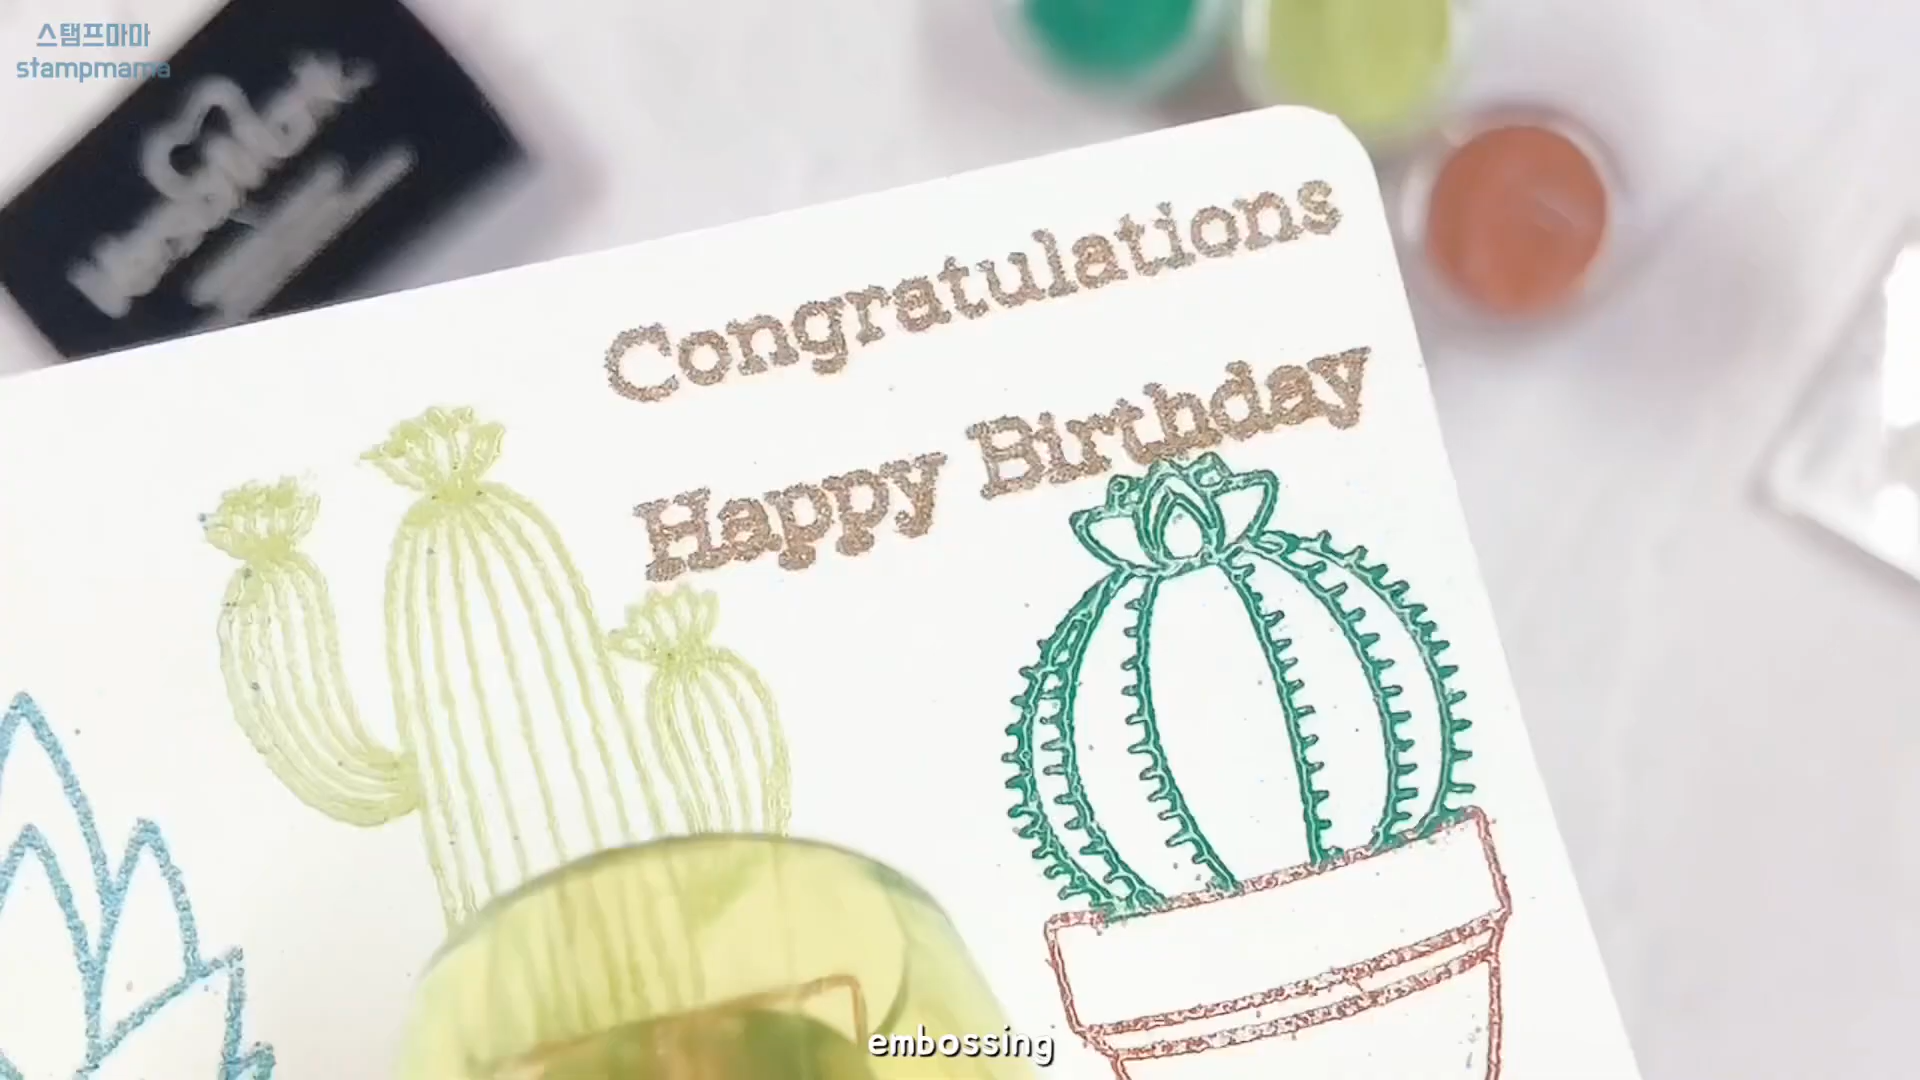 스탬프마마
stampmama
Congratulations
Happy Birthday
embossing